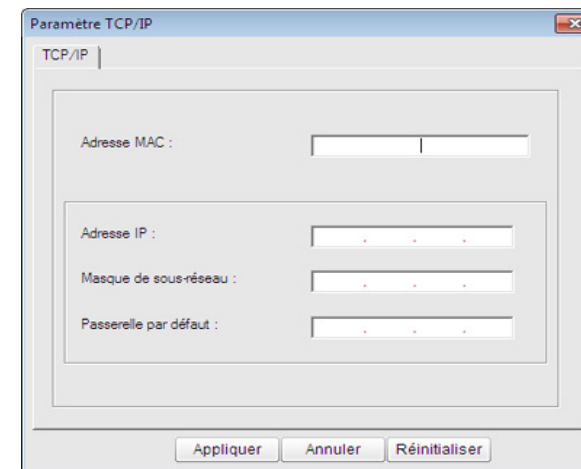 Paramètre TCP/IP
TCP/IP
Adresse MAC :
Adresse IP :
. . .
Masque de sous-réseau :
. . .
Passerelle par défaut :
. . .
Appliquer Annuler Réinitialiser